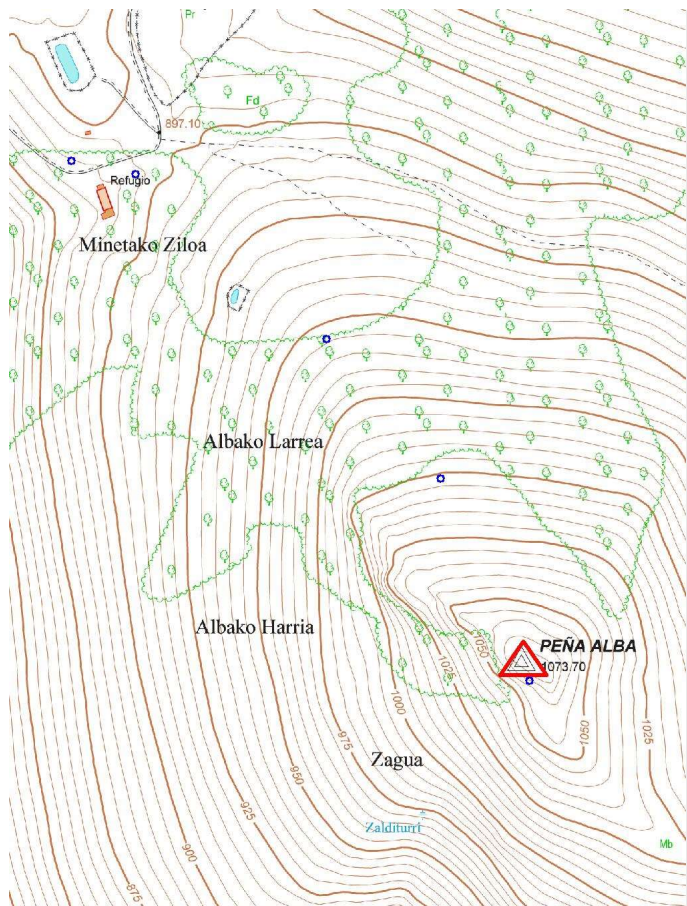 Pr
Fd
897.10
Refugio
Minetako Ziloa
Albako Larrea
Albako Harria
PEÑA ALBA
1073.70
1050
1025
1000
1050
1025
975
Zagua
950
925
Zalditurri
Mb
900
875